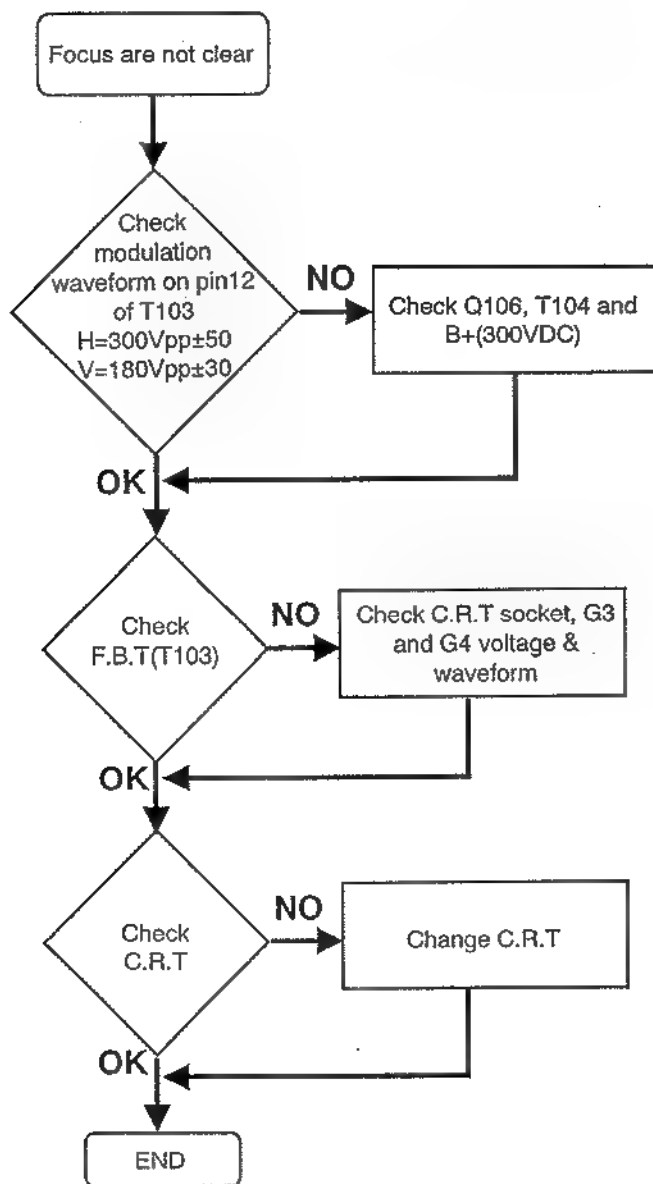 Focus are not clear
Check
modulation
waveform on pin12
of T103
H=300Vpp±50
V=180Vpp±30
NO
Check Q106, T104 and
B+(300VDC)
OK
Check
F.B.T(T103)
NO
Check C.R.T socket, G3
and G4 voltage &
waveform
OK
Check
C.R.T
NO
Change C.R.T
OK
END